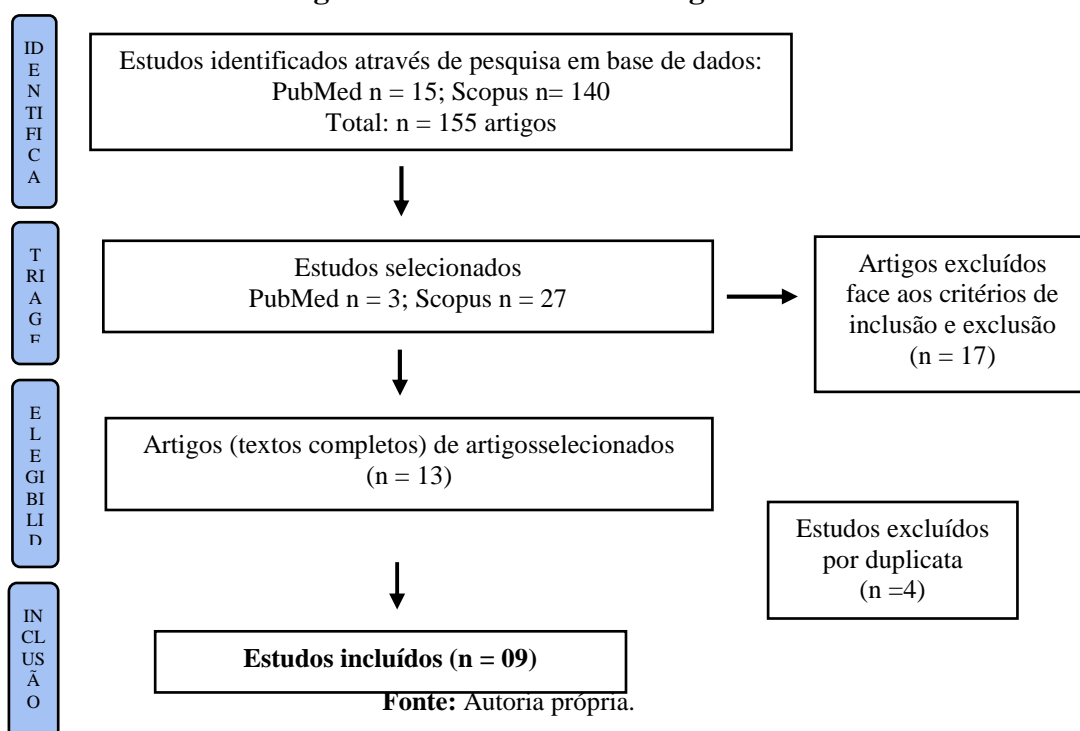 ID
E
N
TI
FI
C
A
Estudos identificados através de pesquisa em base de dados:
PubMed n = 15; Scopus n= 140
Total: n = 155 artigos
T
RI
A
G
E
Estudos selecionados
PubMed n = 3; Scopus n = 27
Artigos excluídos
face aos critérios de
inclusão e exclusão
(n = 17)
E
L
E
GI
BI
LI
D
Artigos (textos completos) de artigosselecionados
(n = 13)
Estudos excluídos
por duplicata
(n =4)
IN
CL
US
Ã
O
Estudos incluídos (n = 09)
Fonte: Autoria própria.